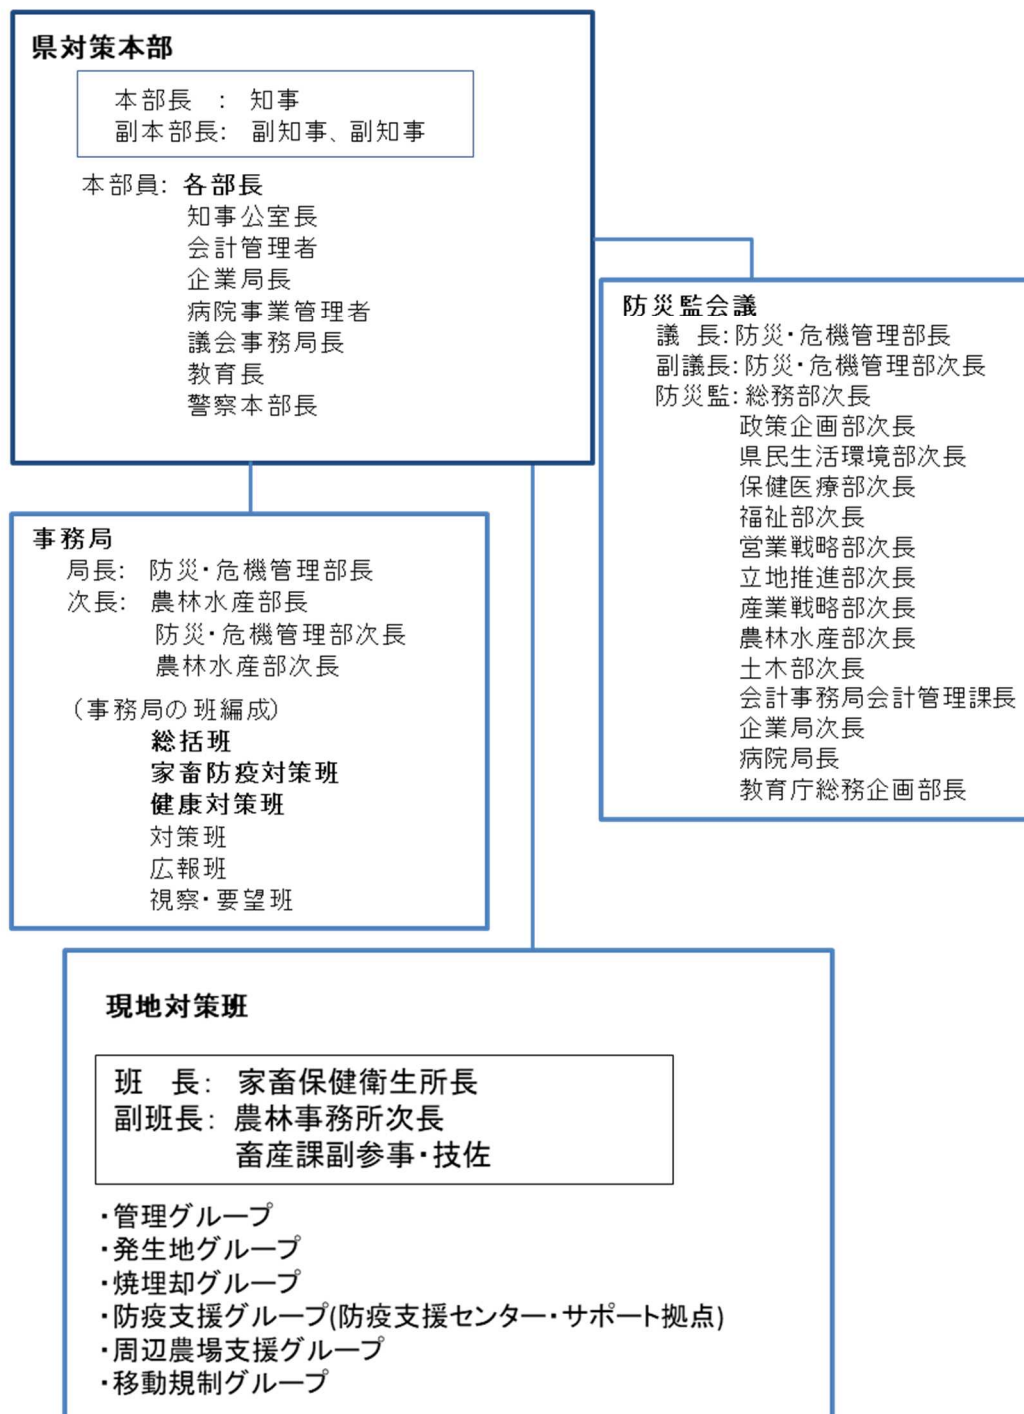 県対策本部
本部長 ： 知事
副本部長： 副知事、副知事
本部員：各部長
知事公室長
会計管理者
企業局長
病院事業管理者
議会事務局長
教育長
警察本部長
防災監会議
議 長：防災・危機管理部長
副議長：防災・危機管理部次長
防災監：総務部次長
政策企画部次長
県民生活環境部次長
保健医療部次長
福祉部次長
営業戦略部次長
立地推進部次長
産業戦略部次長
農林水産部次長
土木部次長
会計事務局会計管理課長
企業局次長
病院局長
教育庁総務企画部長
事務局
局長： 防災・危機管理部長
次長： 農林水産部長
防災・危機管理部次長
農林水産部次長
（事務局の班編成）
総括班
家畜防疫対策班
健康対策班
対策班
広報班
視察・要望班
現地対策班
班 長： 家畜保健衛生所長
副班長： 農林事務所次長
畜産課副参事・技佐
・管理グループ
・発生地グループ
・焼埋却グループ
・防疫支援グループ(防疫支援センター・サポート拠点)
・周辺農場支援グループ
・移動規制グループ